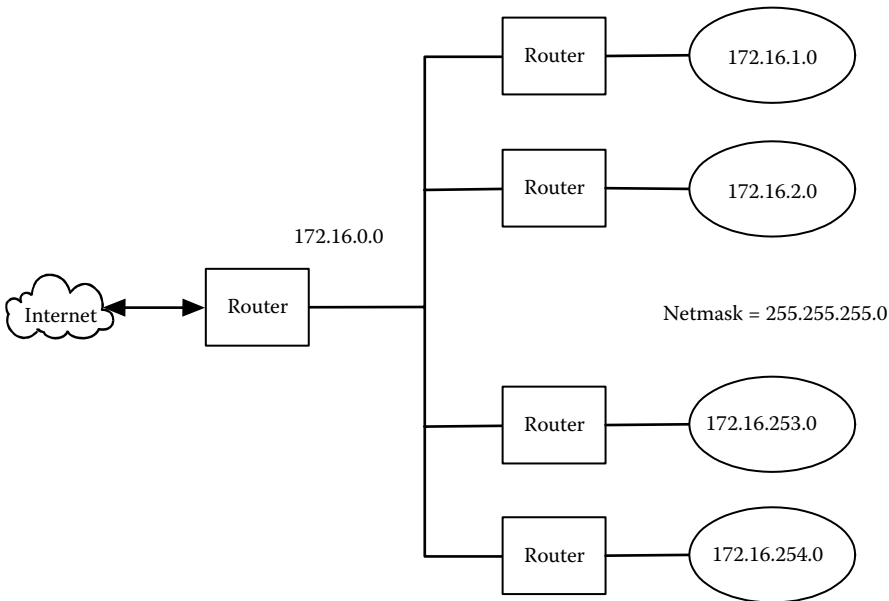 Router
172.16.1.0
Router
172.16.2.0
172.16.0.0
Internet
Router
Netmask = 255.255.255.0
Router
172.16.253.0
Router
172.16.254.0